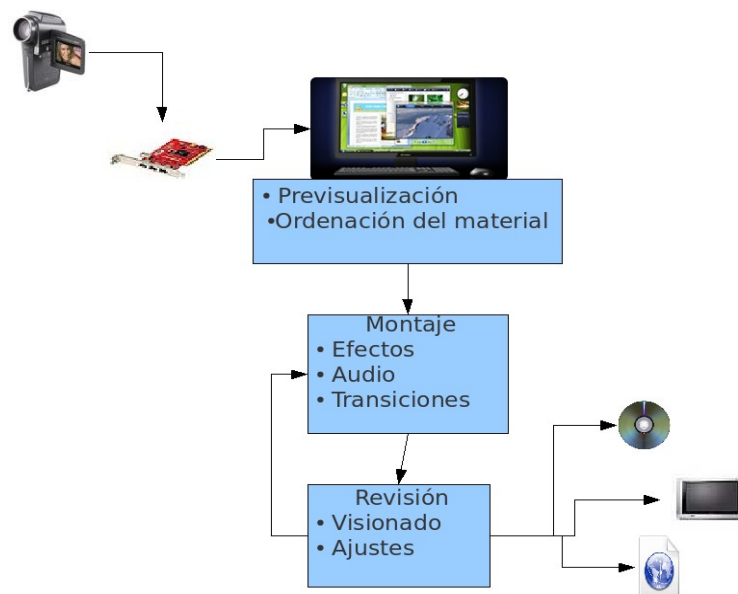 • Previsualización
•Ordenación del material
Montaje
• Efectos
• Audio
• Transiciones
Revisión
• Visionado
• Ajustes